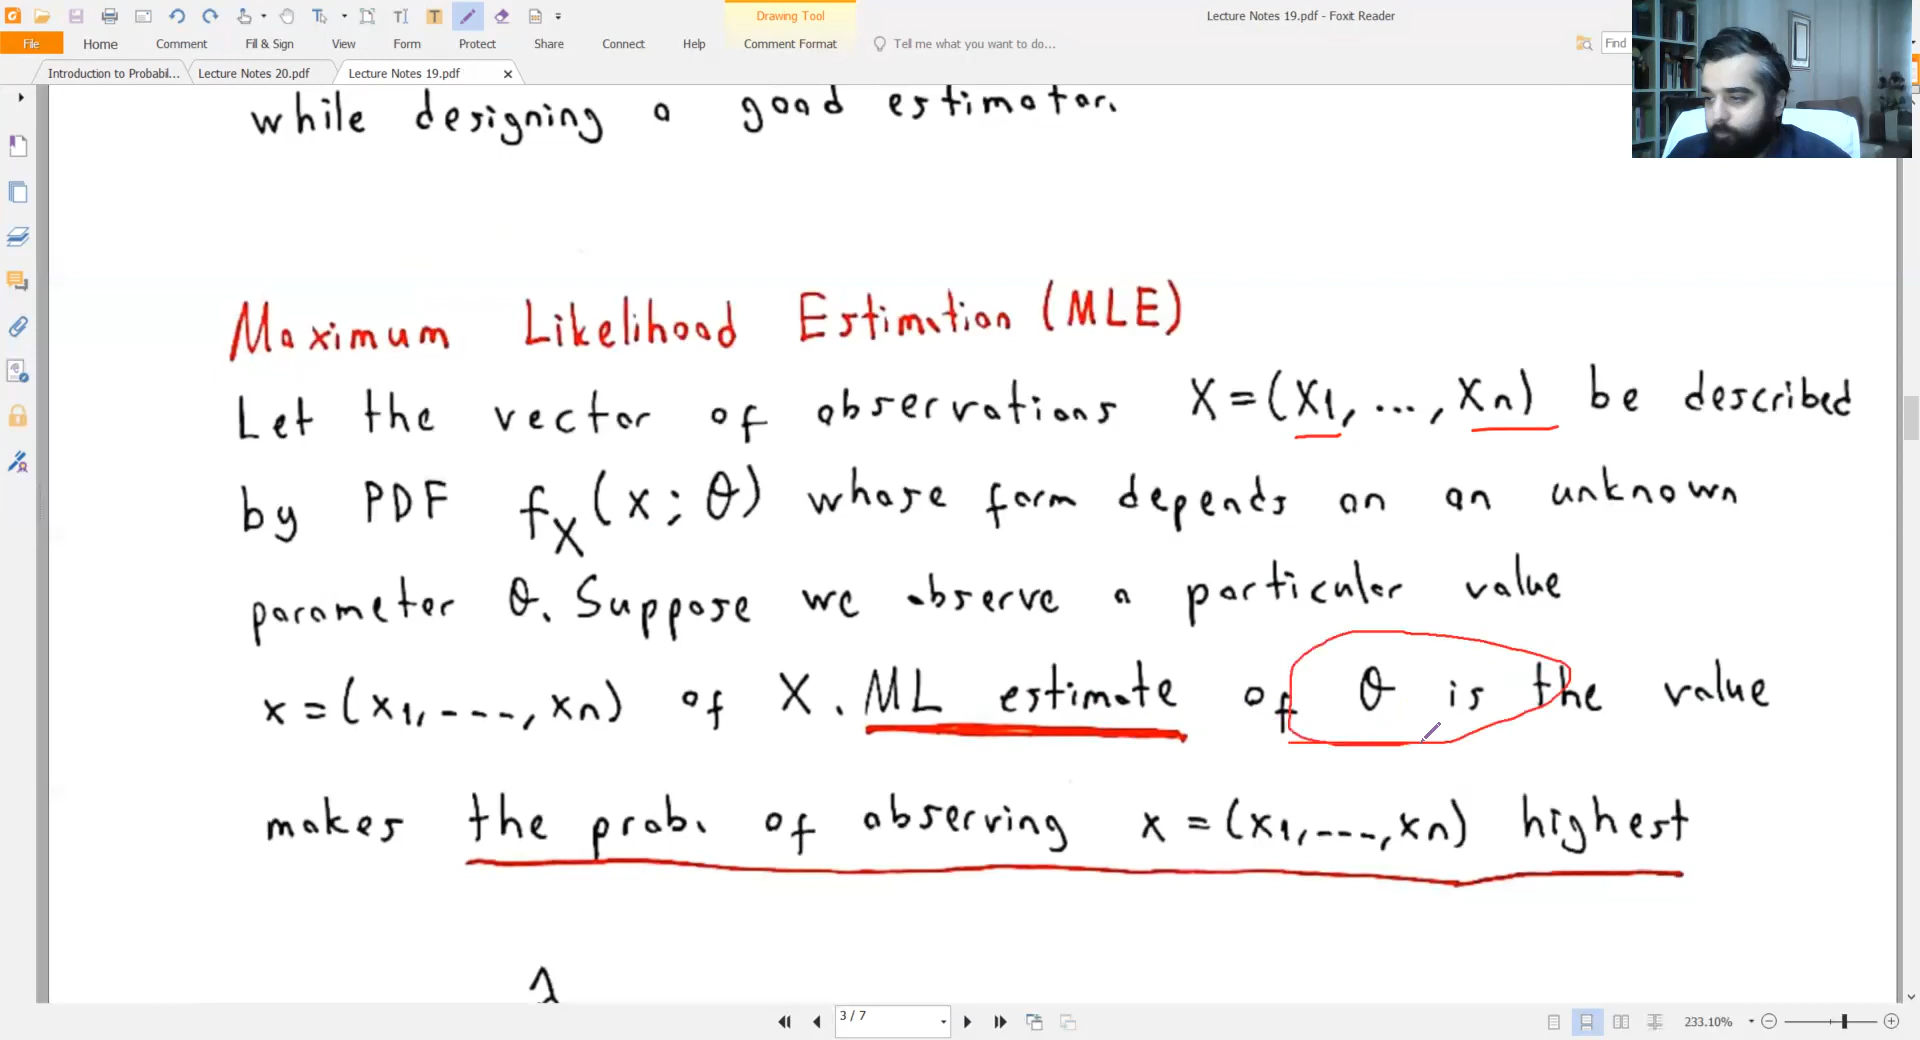 Lecture Notes 19.pdf - Foxit Reader
Drawing Tool
File Home Comment Fill & Sign View Form Protect Share Connect Help Comment Format Tell me what you want to do... Find
Introduction to Probabil... Lecture Notes 20.pdf Lecture Notes 19.pdf
while designing a good estimator.
Maximum Likelihood Estimation (MLE)
Let the vector of observations X = (X1, ..., Xn) be described
by PDF fX(x; θ) whose form depends on an unknown
parameter θ. Suppose we observe a particular value
x = (x1, ----, xn) of X. ML estimate of θ is the value
makes the prob. of observing x = (x1, ---, xn) highest
3 / 7
233.10%